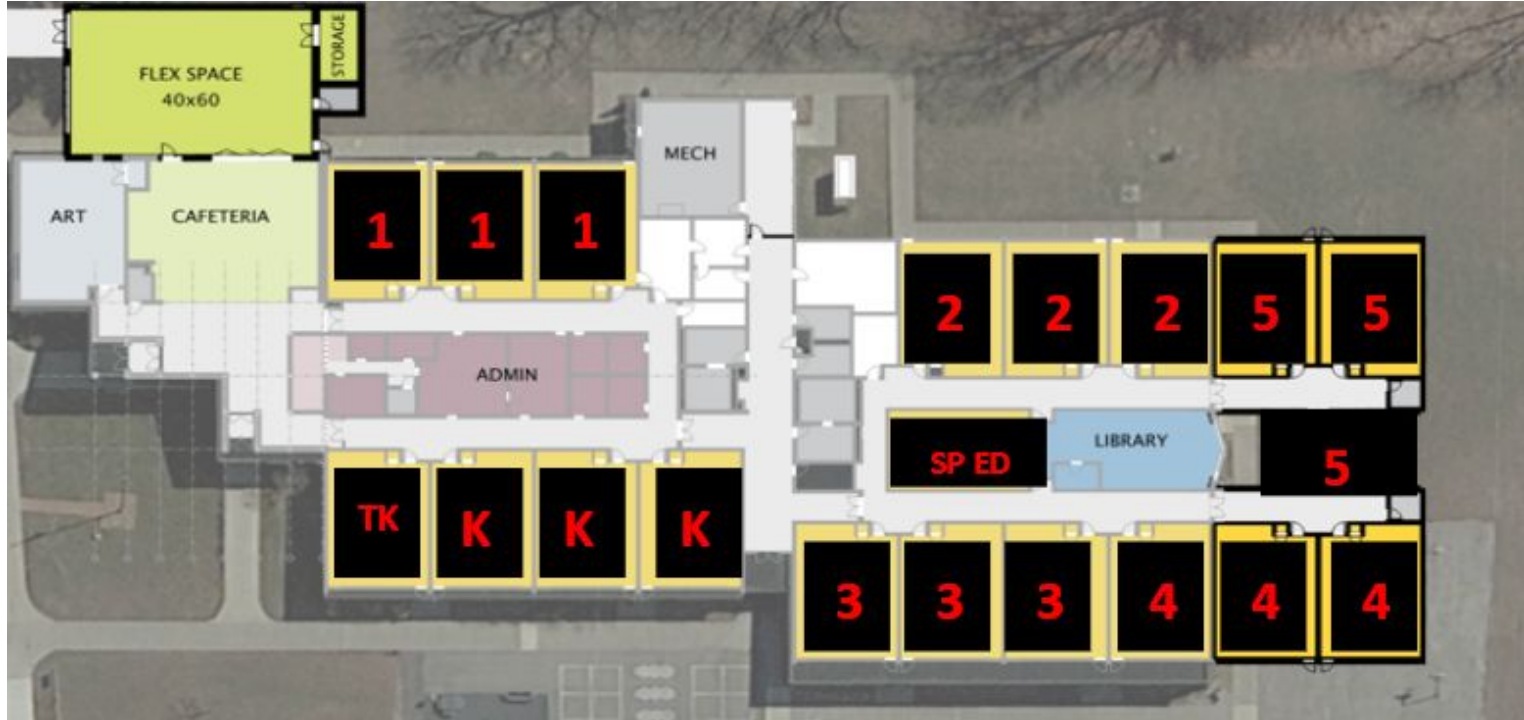 STORAGE
FLEX SPACE
40x60
MECH
ART
CAFETERIA
1 1 1
2 2 2 5 5
ADMIN
LIBRARY
SP ED
5
TK K K K
3 3 3 4 4 4